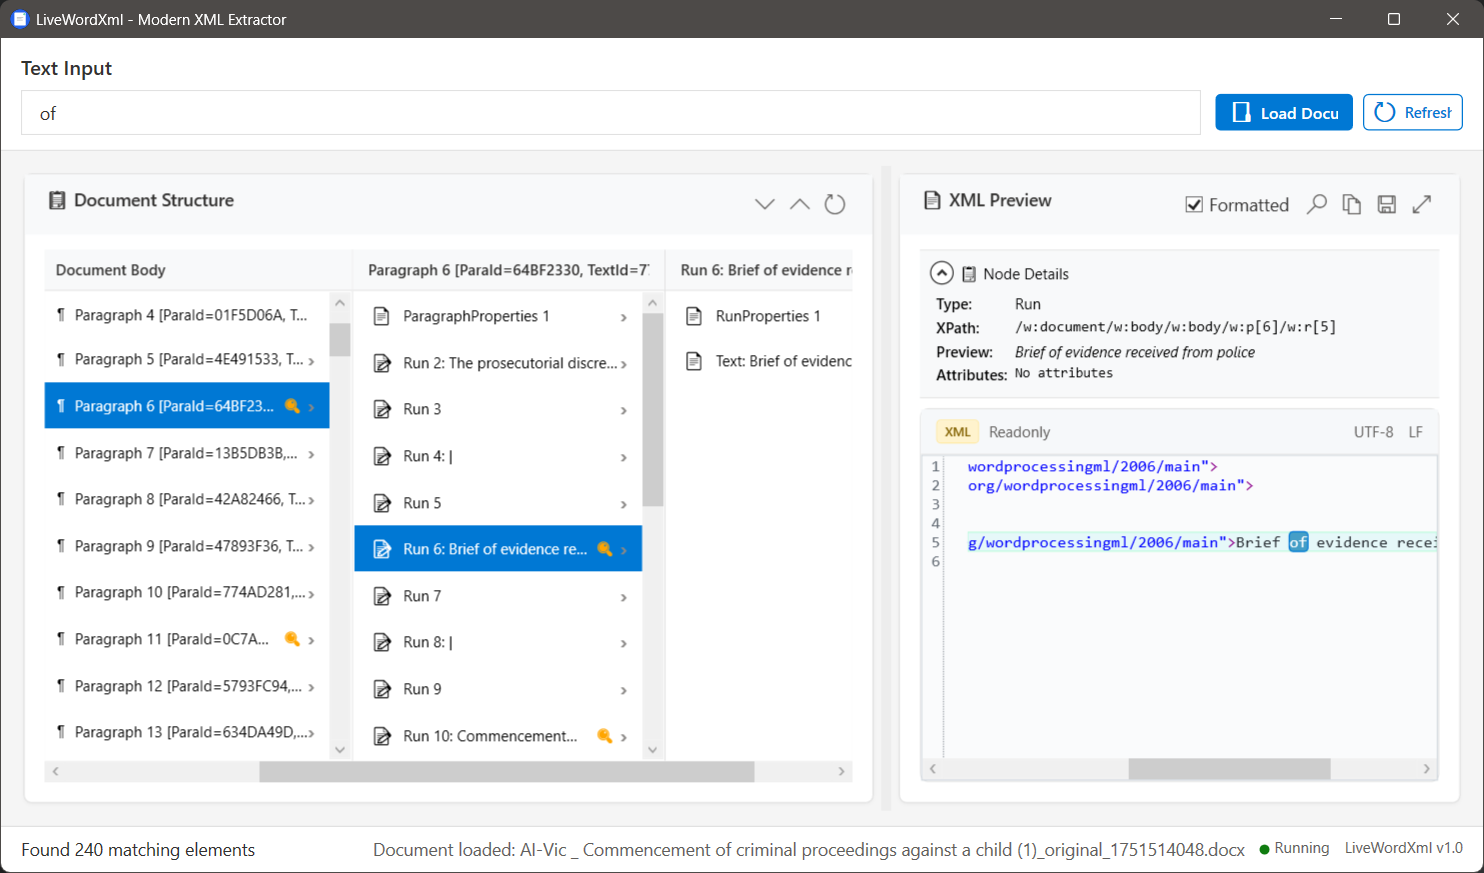 LiveWordXml - Modern XML Extractor
Text Input
of
Load Docu
Refresh
Document Structure
Document Body
Paragraph 6 [ParaId=64BF2330, TextId=7
Run 6: Brief of evidence r
¶ Paragraph 4 [ParaId=01F5D06A, T...
¶ Paragraph 5 [ParaId=4E491533, T...
¶ Paragraph 6 [ParaId=64BF23...
¶ Paragraph 7 [ParaId=13B5DB3B,...
¶ Paragraph 8 [ParaId=42A82466, T...
¶ Paragraph 9 [ParaId=47893F36, T...
¶ Paragraph 10 [ParaId=774AD281,...
¶ Paragraph 11 [ParaId=0C7A...
¶ Paragraph 12 [ParaId=5793FC94,...
¶ Paragraph 13 [ParaId=634DA49D,...
ParagraphProperties 1
Run 2: The prosecutorial discre...
Run 3
Run 4: |
Run 5
Run 6: Brief of evidence re...
Run 7
Run 8: |
Run 9
Run 10: Commencement...
RunProperties 1
Text: Brief of evidenc
XML Preview
Formatted
Node Details
Type: Run
XPath: /w:document/w:body/w:body/w:p[6]/w:r[5]
Preview: Brief of evidence received from police
Attributes: No attributes
XML Readonly UTF-8 LF
1 wordprocessingml/2006/main">
2 org/wordprocessingml/2006/main">
3
4
5 g/wordprocessingml/2006/main">Brief of evidence recei
6
Found 240 matching elements
Document loaded: AI-Vic _ Commencement of criminal proceedings against a child (1)_original_1751514048.docx
Running
LiveWordXml v1.0